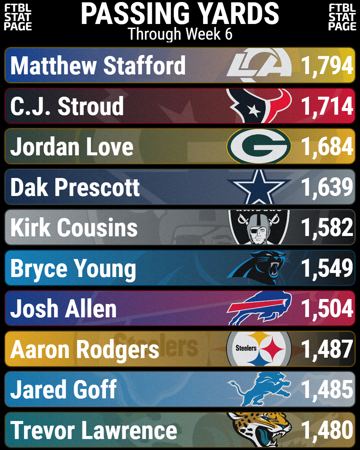 FTBL
STAT
PAGE
PASSING YARDS
Through Week 6
FTBL
STAT
PAGE
Matthew Stafford 1,794
C.J. Stroud 1,714
Jordan Love G 1,684
Dak Prescott 1,639
Kirk Cousins RAIDERS 1,582
Bryce Young 1,549
Josh Allen 1,504
Aaron Rodgers Steelers 1,487
Jared Goff 1,485
Trevor Lawrence 1,480